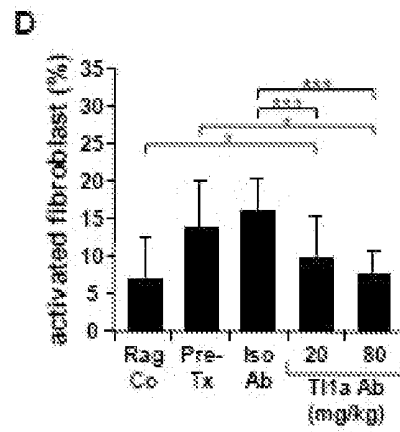 D
activated fibroblast (%)
35
30
25
20
15
10
5
0
***
***
*
*
Rag Co
Pre-Tx
Iso Ab
20
80
Tl1a Ab
(mg/kg)